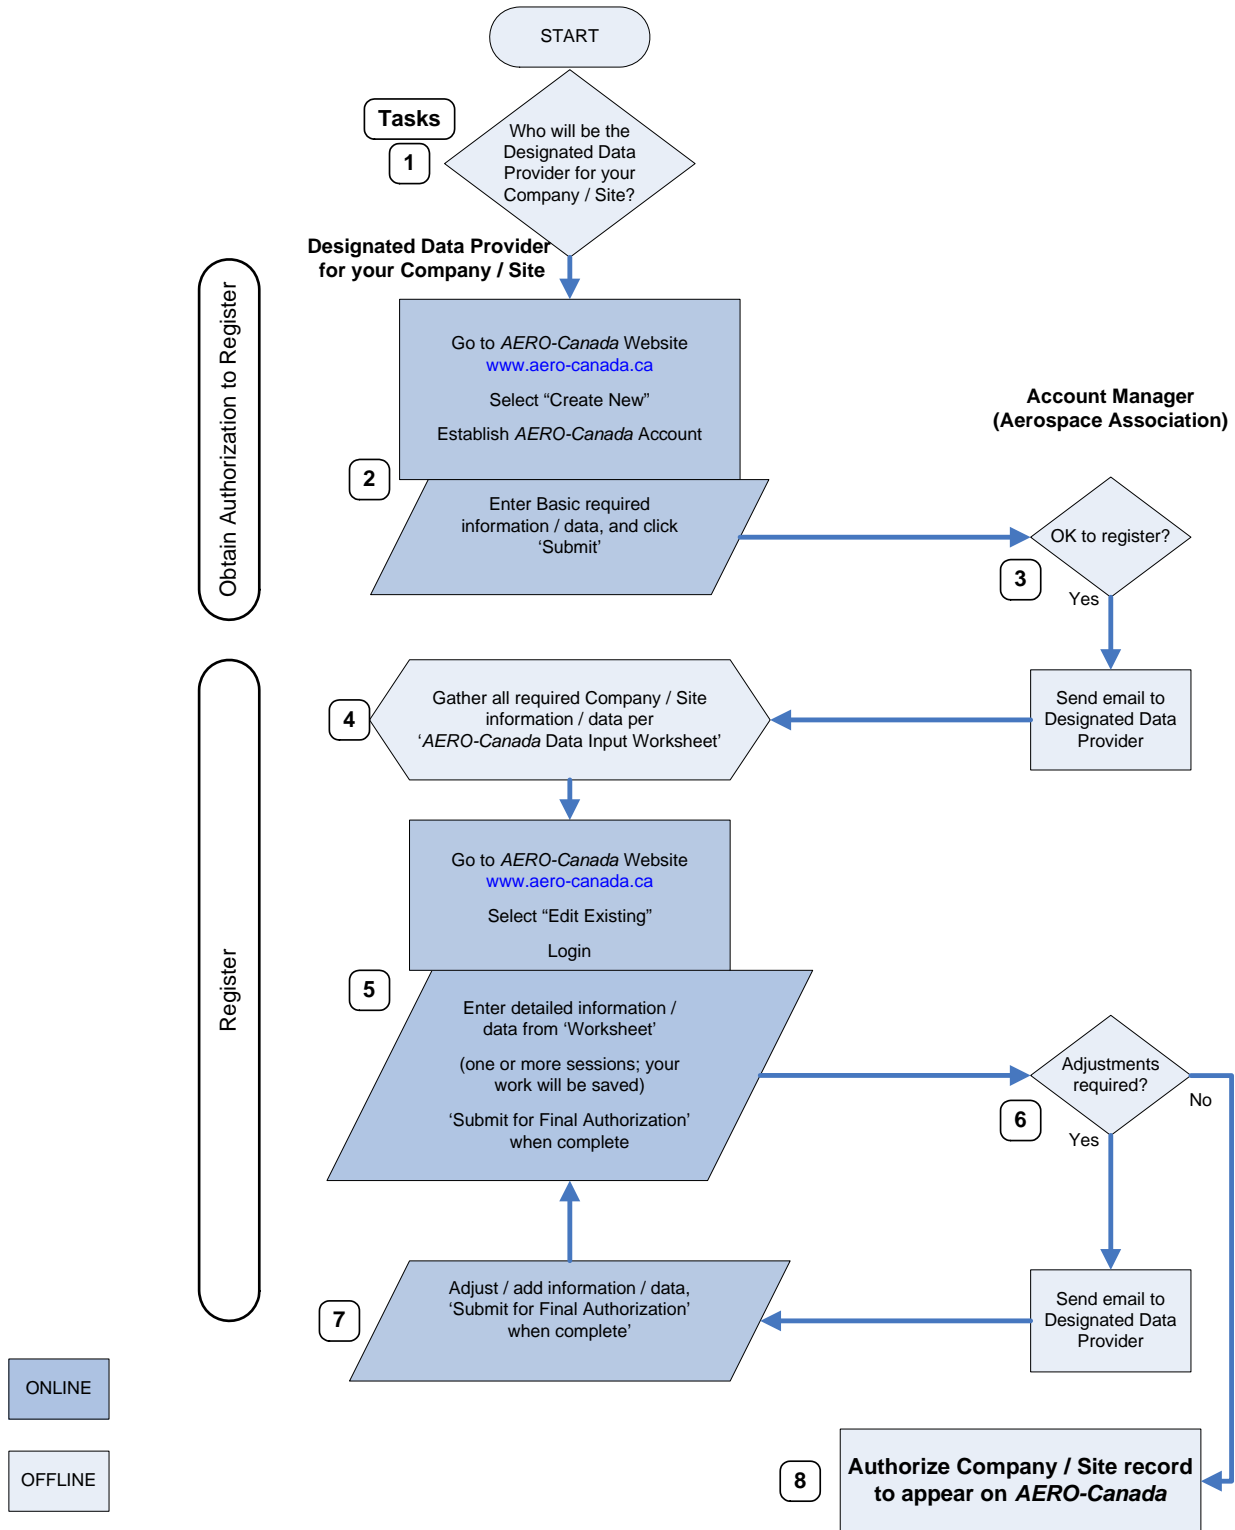 START
Tasks
1
Who will be the
Designated Data
Provider for your
Company / Site?
Designated Data Provider
for your Company / Site
Obtain Authorization to Register
Go to AERO-Canada Website
www.aero-canada.ca
Select “Create New”
Establish AERO-Canada Account
2
Enter Basic required
information / data, and click
‘Submit’
Account Manager
(Aerospace Association)
OK to register?
3
Yes
Send email to
Designated Data
Provider
Register
4
Gather all required Company / Site
information / data per
‘AERO-Canada Data Input Worksheet’
Go to AERO-Canada Website
www.aero-canada.ca
Select “Edit Existing”
Login
5
Enter detailed information /
data from ‘Worksheet’
(one or more sessions; your
work will be saved)
‘Submit for Final Authorization’
when complete
Adjustments
required?
No
6
Yes
Send email to
Designated Data
Provider
7
Adjust / add information / data,
‘Submit for Final Authorization’
when complete’
ONLINE
OFFLINE
8
Authorize Company / Site record
to appear on AERO-Canada